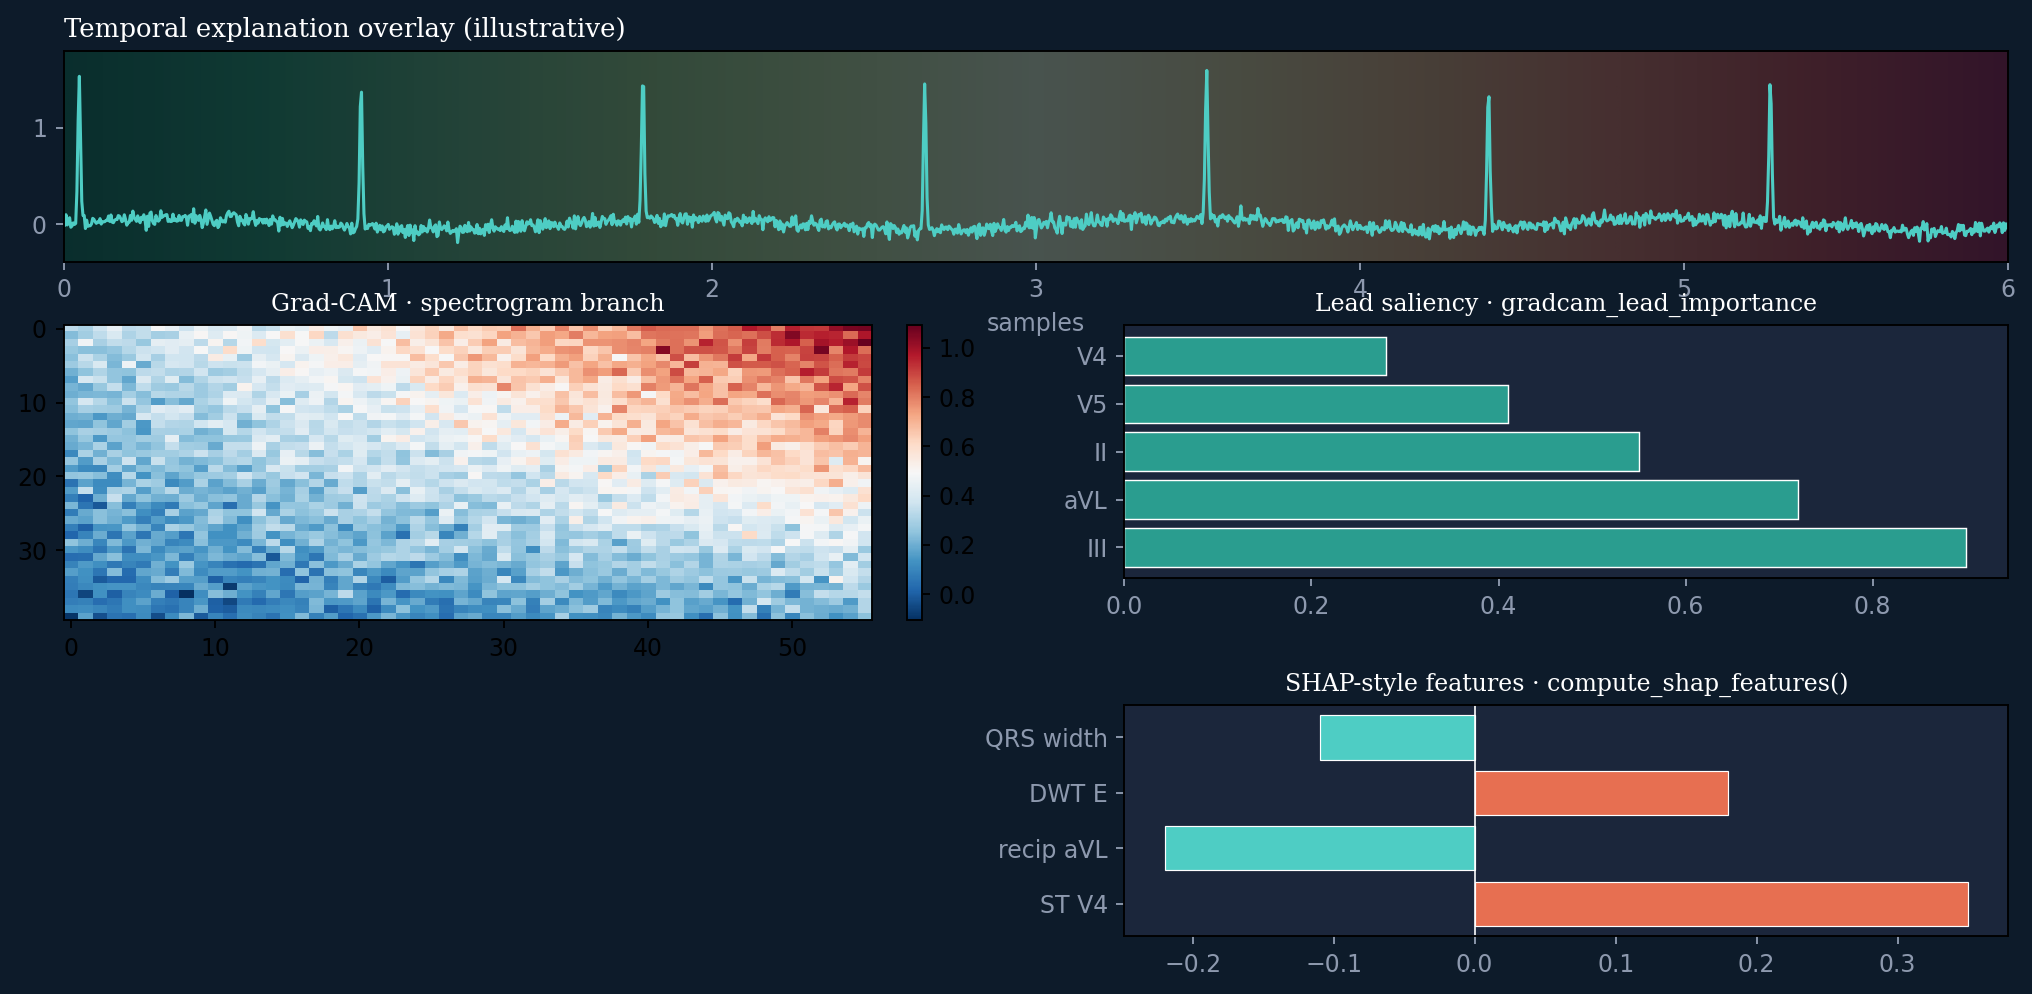 Temporal explanation overlay (illustrative)
1
0
0 1 2 3 4 5 6
samples
Grad-CAM · spectrogram branch
0
10
20
30
0 10 20 30 40 50
1.0
0.8
0.6
0.4
0.2
0.0
Lead saliency · gradcam_lead_importance
V4
V5
II
aVL
III
0.0 0.2 0.4 0.6 0.8
SHAP-style features · compute_shap_features()
QRS width
DWT E
recip aVL
ST V4
−0.2 −0.1 0.0 0.1 0.2 0.3